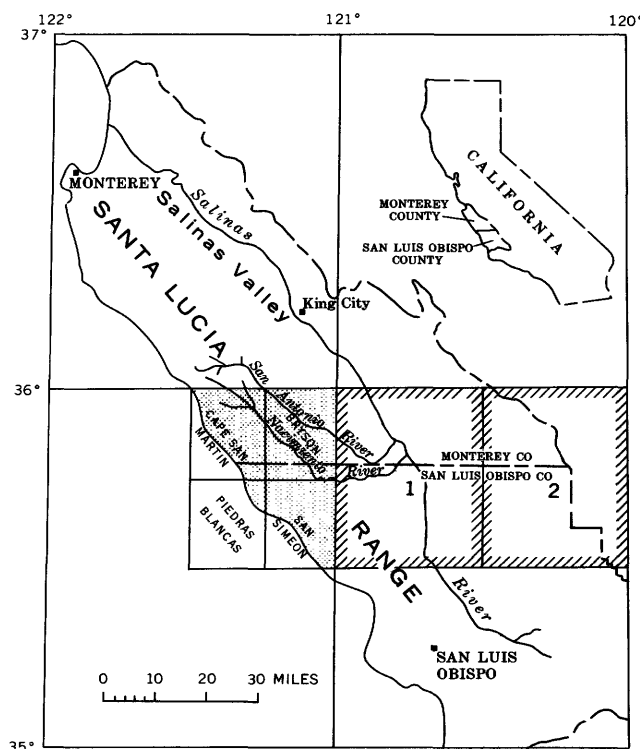 122°
121°
120°
37°
MONTEREY
Salinas
Salinas Valley
SANTA LUCIA
King City
CALIFORNIA
MONTEREY
COUNTY
SAN LUIS OBISPO
COUNTY
36°
San Antonio River
Nacimiento River
CAPE SAN
MARTIN
BRYSON
MONTEREY CO
SAN LUIS OBISPO CO
1
2
PIEDRAS
BLANCAS
SAN
SIMEON
RANGE
River
SAN LUIS
OBISPO
0 10 20 30 MILES
35°